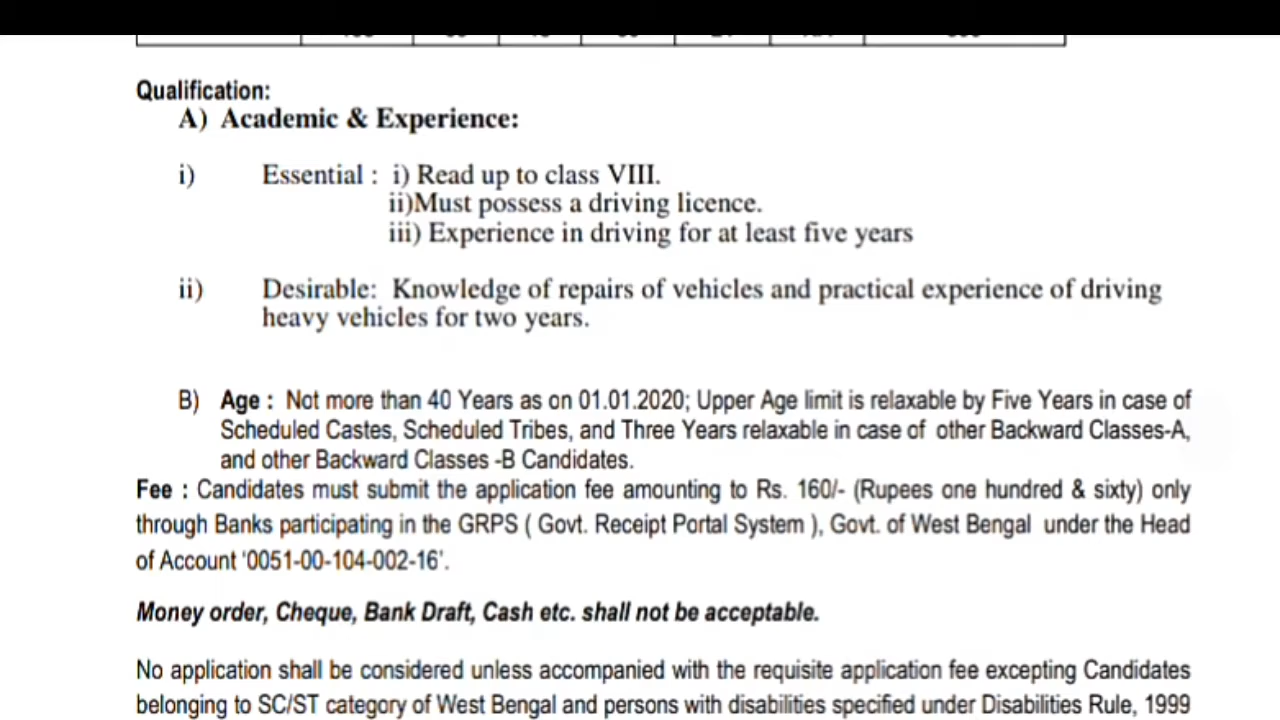 Qualification:
A) Academic & Experience:
i) Essential : i) Read up to class VIII.
ii)Must possess a driving licence.
iii) Experience in driving for at least five years
ii) Desirable: Knowledge of repairs of vehicles and practical experience of driving
heavy vehicles for two years.
B) Age : Not more than 40 Years as on 01.01.2020; Upper Age limit is relaxable by Five Years in case of
Scheduled Castes, Scheduled Tribes, and Three Years relaxable in case of other Backward Classes-A,
and other Backward Classes -B Candidates.
Fee : Candidates must submit the application fee amounting to Rs. 160/- (Rupees one hundred & sixty) only
through Banks participating in the GRPS ( Govt. Receipt Portal System ), Govt. of West Bengal under the Head
of Account '0051-00-104-002-16'.
Money order, Cheque, Bank Draft, Cash etc. shall not be acceptable.
No application shall be considered unless accompanied with the requisite application fee excepting Candidates
belonging to SC/ST category of West Bengal and persons with disabilities specified under Disabilities Rule, 1999